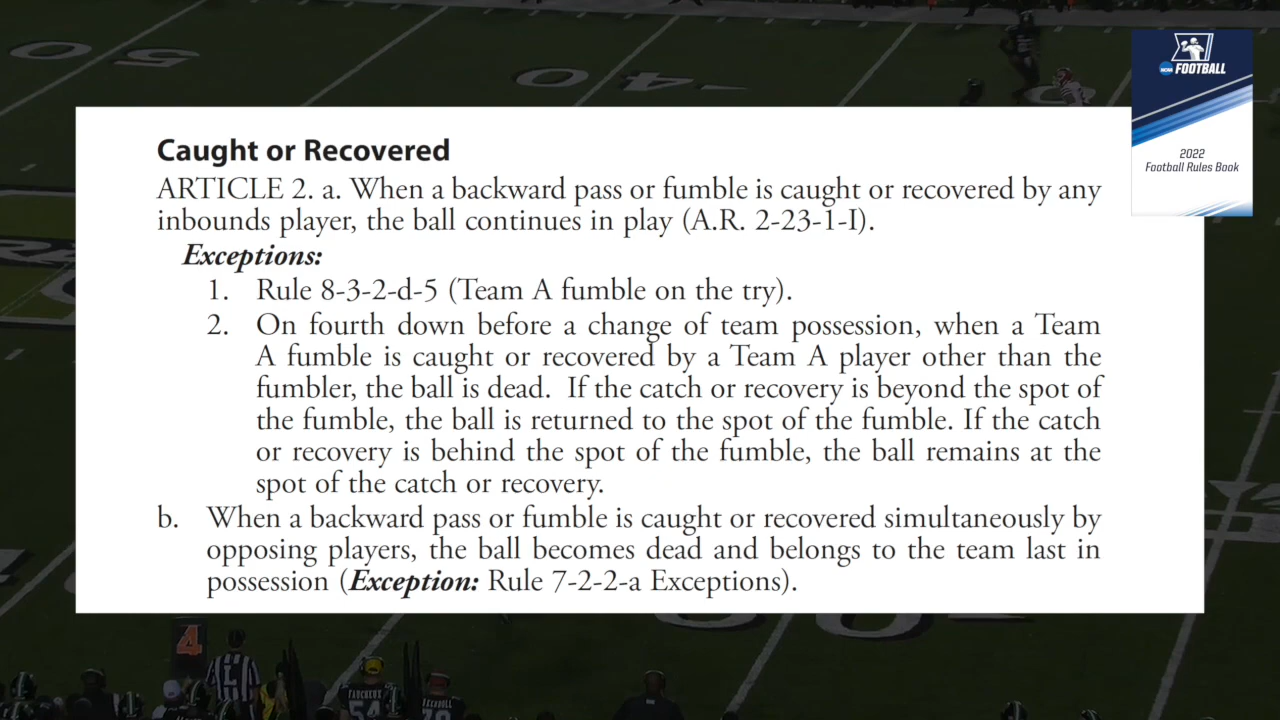 5 0
4 0
NCAA FOOTBALL
2022
Football Rules Book
Caught or Recovered
ARTICLE 2. a. When a backward pass or fumble is caught or recovered by any
inbounds player, the ball continues in play (A.R. 2-23-1-I).
Exceptions:
1. Rule 8-3-2-d-5 (Team A fumble on the try).
2. On fourth down before a change of team possession, when a Team
A fumble is caught or recovered by a Team A player other than the
fumbler, the ball is dead. If the catch or recovery is beyond the spot of
the fumble, the ball is returned to the spot of the fumble. If the catch
or recovery is behind the spot of the fumble, the ball remains at the
spot of the catch or recovery.
b. When a backward pass or fumble is caught or recovered simultaneously by
opposing players, the ball becomes dead and belongs to the team last in
possession (Exception: Rule 7-2-2-a Exceptions).
4
L
54